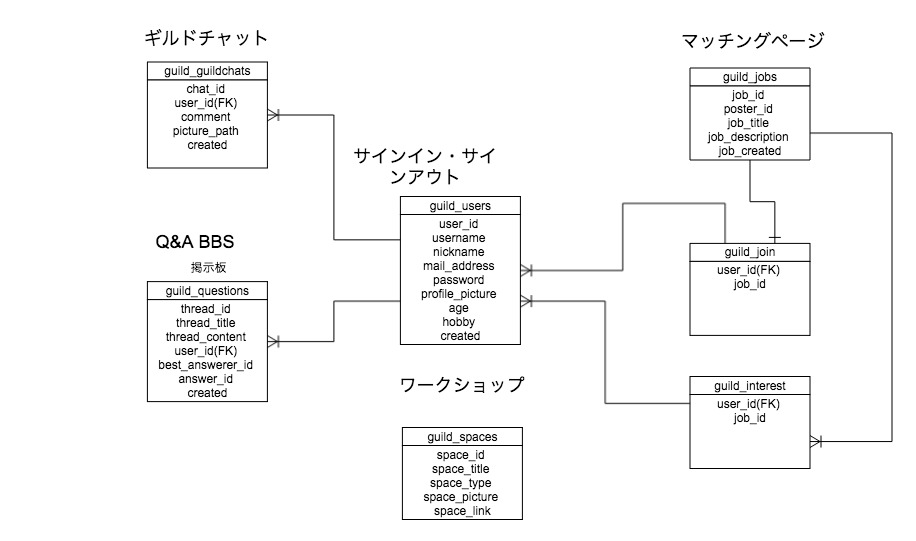 ギルドチャット
guild_guildchats
chat_id
user_id(FK)
comment
picture_path
created
マッチングページ
guild_jobs
job_id
poster_id
job_title
job_description
job_created
サインイン・サイ
ンアウト
guild_users
user_id
username
nickname
mail_address
password
profile_picture
age
hobby
created
Q&A BBS
掲示板
guild_questions
thread_id
thread_title
thread_content
user_id(FK)
best_answerer_id
answer_id
created
guild_join
user_id(FK)
job_id
ワークショップ
guild_spaces
space_id
space_title
space_type
space_picture
space_link
guild_interest
user_id(FK)
job_id